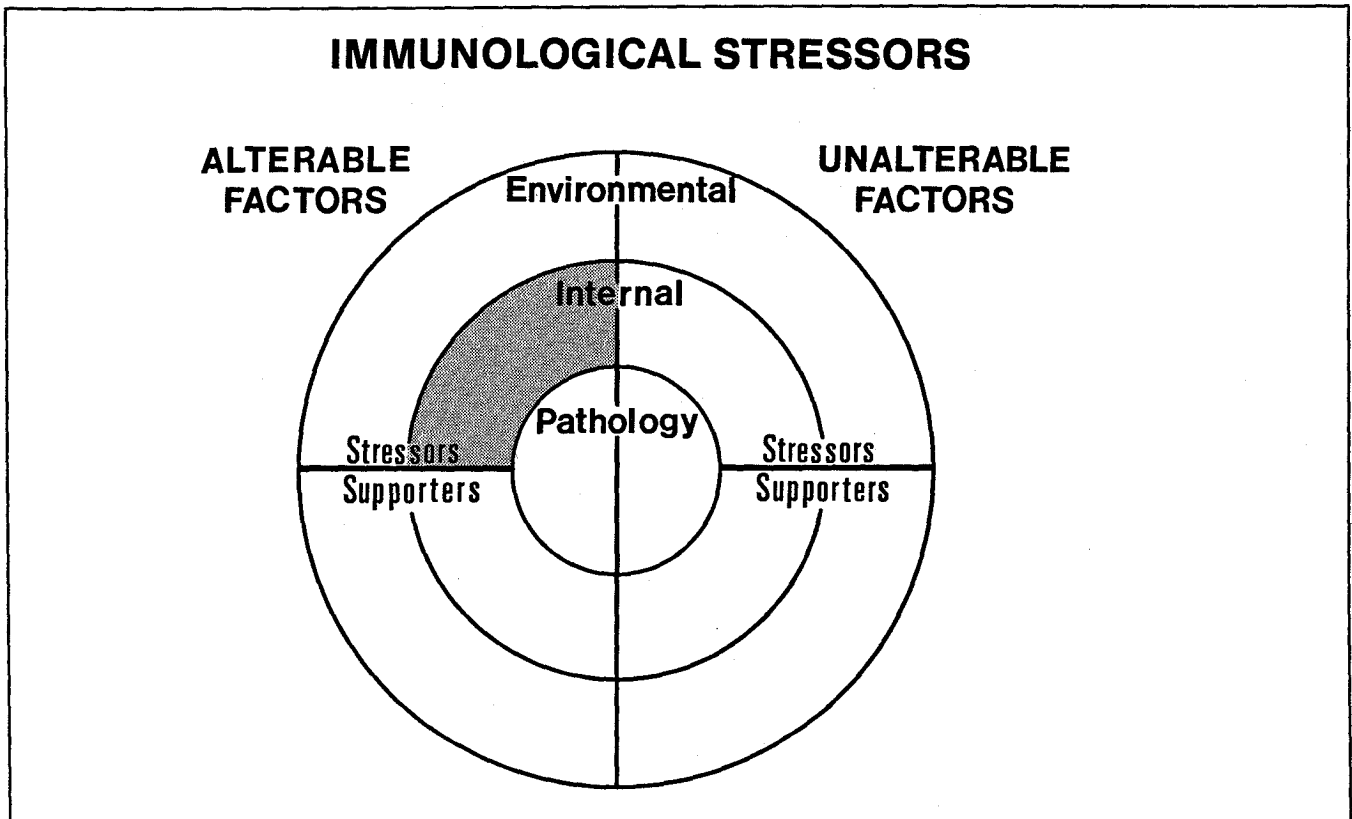 IMMUNOLOGICAL STRESSORS
ALTERABLE
FACTORS
UNALTERABLE
FACTORS
Environmental
Internal
Pathology
Stressors
Supporters
Stressors
Supporters